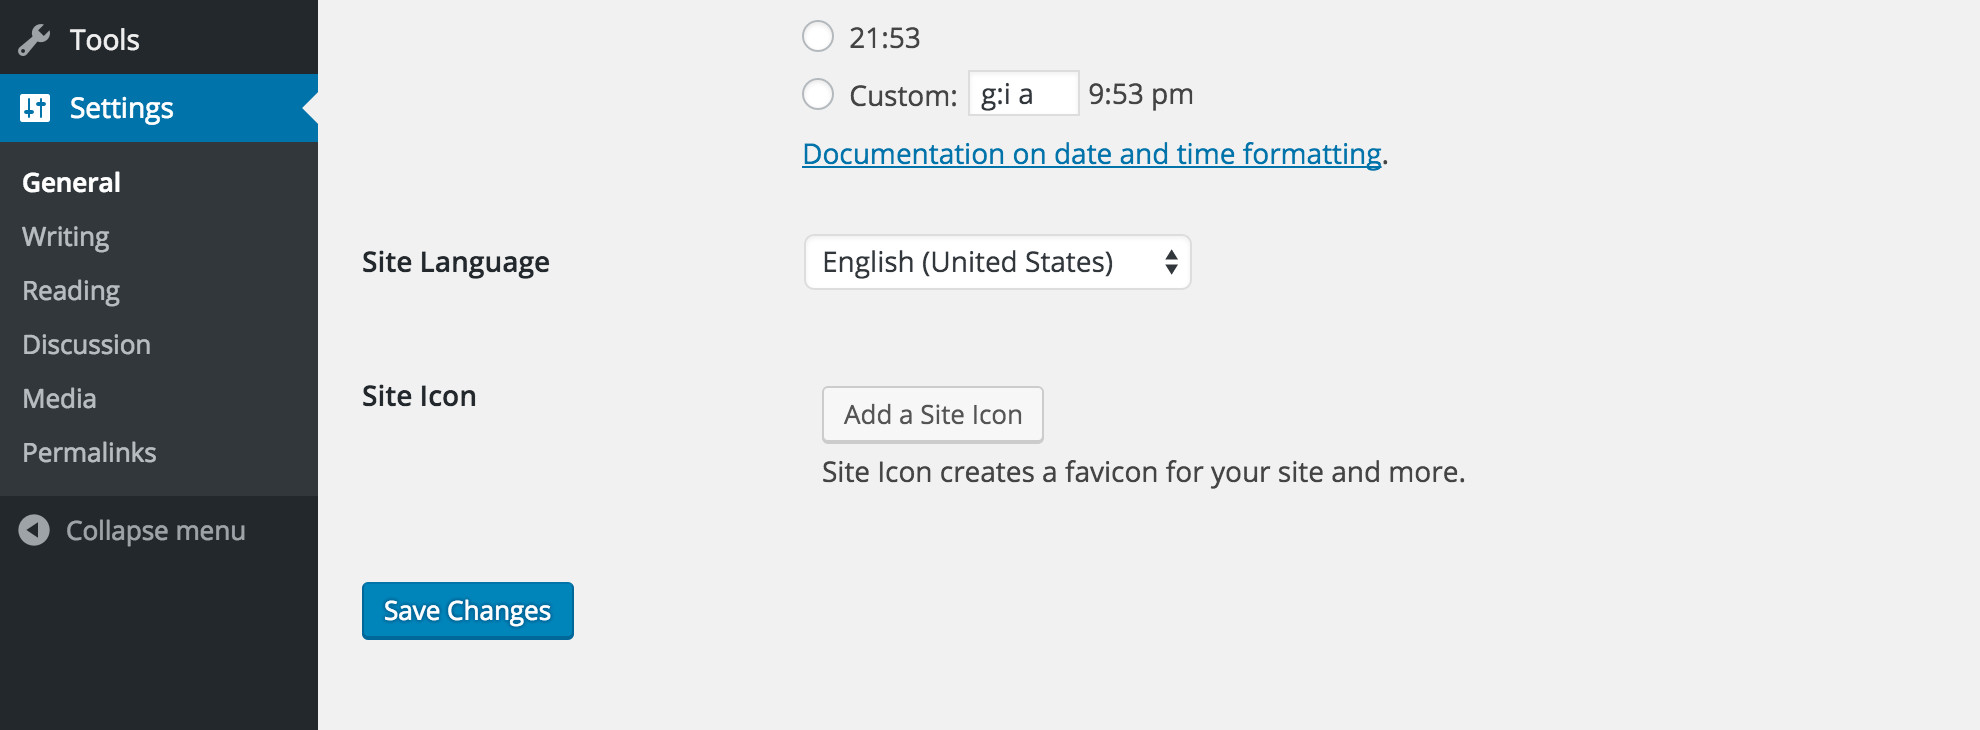 Tools
Settings
General
Writing
Reading
Discussion
Media
Permalinks
Collapse menu
21:53
Custom: g:i a 9:53 pm
Documentation on date and time formatting.
Site Language English (United States)
Site Icon Add a Site Icon
Site Icon creates a favicon for your site and more.
Save Changes